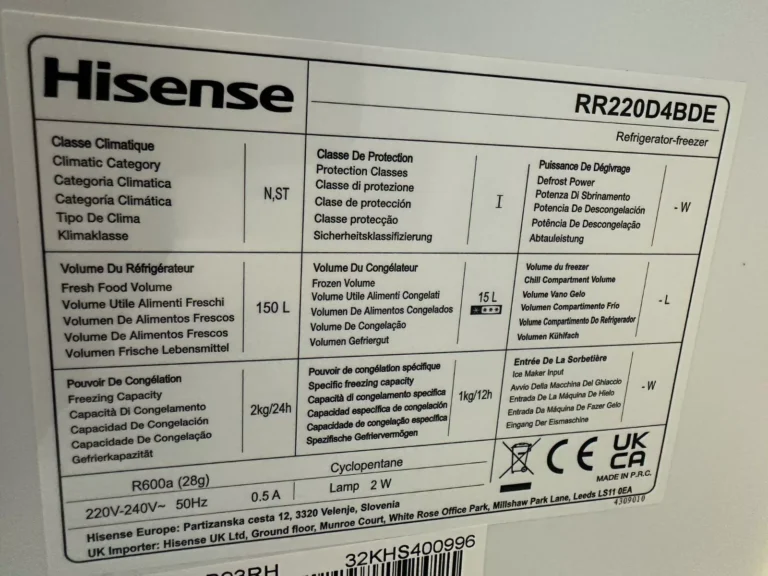 Hisense
RR220D4BDE
Refrigerator-freezer
Classe Climatique
Climatic Category
Categoria Climatica
Categoría Climática
Tipo De Clima
Klimaklasse
N,ST
Classe De Protection
Protection Classes
Classe di protezione
Clase de protección
Classe protecção
Sicherheitsklassifizierung
I
Puissance De Dégivrage
Defrost Power
Potenza Di Sbrinamento
Potencia De Descongelación
Potência De Descongelação
Abtauleistung
- W
Volume Du Réfrigérateur
Fresh Food Volume
Volume Utile Alimenti Freschi
Volumen De Alimentos Frescos
Volume De Alimentos Frescos
Volumen Frische Lebensmittel
150 L
Volume Du Congélateur
Frozen Volume
Volume Utile Alimenti Congelati
Volumen De Alimentos Congelados
Volume De Congelação
Volumen Gefriergut
15 L
Volume du freezer
Chill Compartment Volume
Volume Vano Gelo
Volumen Compartimento Frío
Volume Compartimento Do Refrigerador
Volumen Kühlfach
- L
Pouvoir De Congélation
Freezing Capacity
Capacità Di Congelamento
Capacidad De Congelación
Capacidade De Congelação
Gefrierkapazität
2kg/24h
Pouvoir de congélation spécifique
Specific freezing capacity
Capacità di congelamento specifica
Capacidad específica de congelación
Capacidade de congelação específica
Spezifische Gefriervermögen
1kg/12h
Entrée De La Sorbetière
Ice Maker Input
Avvio Della Macchina Del Ghiaccio
Entrada De La Máquina De Hielo
Entrada Da Máquina De Fazer Gelo
Eingang Der Eismaschine
- W
R600a (28g)
Cyclopentane
220V-240V~ 50Hz
0.5 A
Lamp 2 W
CE
UK
CA
MADE IN P.R.C.
Hisense Europe: Partizanska cesta 12, 3320 Velenje, Slovenia
UK Importer: Hisense UK Ltd, Ground floor, Munroe Court, White Rose Office Park, Millshaw Park Lane, Leeds LS11 0EA
4309010
32KHS400996